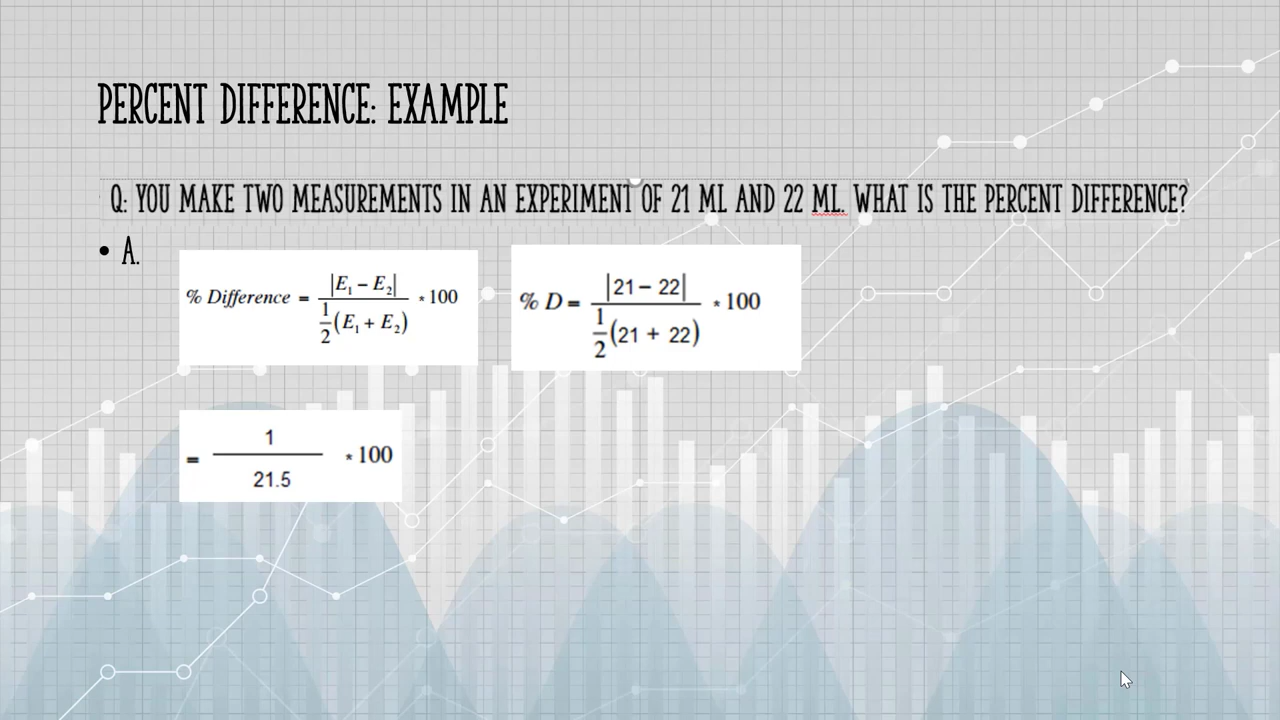 PERCENT DIFFERENCE: EXAMPLE
Q: YOU MAKE TWO MEASUREMENTS IN AN EXPERIMENT OF 21 ML AND 22 ML. WHAT IS THE PERCENT DIFFERENCE?
• A.
% Difference = |E₁ − E₂| / ½(E₁ + E₂) * 100
% D = |21 − 22| / ½(21 + 22) * 100
= 1 / 21.5 * 100